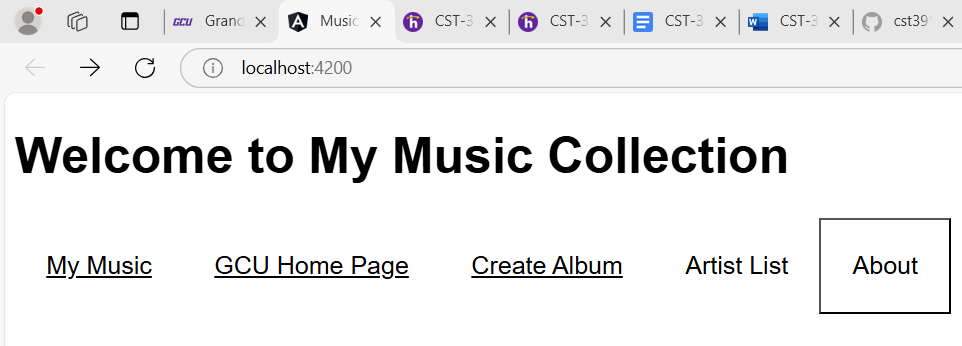 GCU Grand Music CST-3 CST-3 CST-3 CST-3 cst39
localhost:4200
Welcome to My Music Collection
My Music GCU Home Page Create Album Artist List About